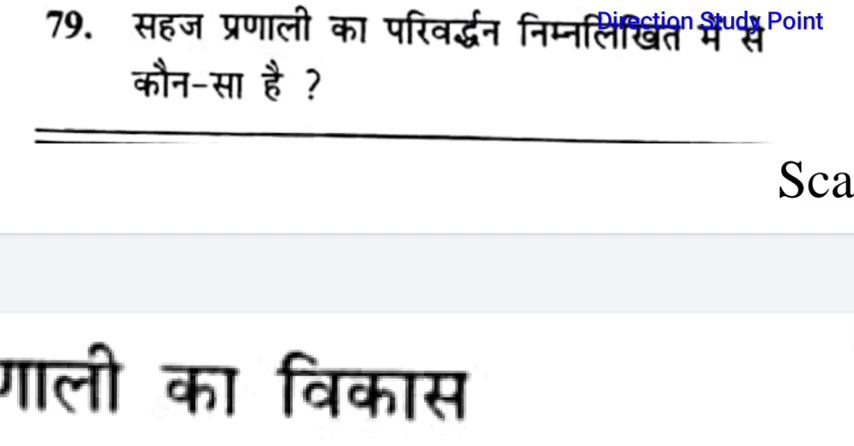 79. सहज प्रणाली का परिवर्द्धन निम्नलिखित में से
Direction Study Point
कौन-सा है ?
Sca
णाली का विकास